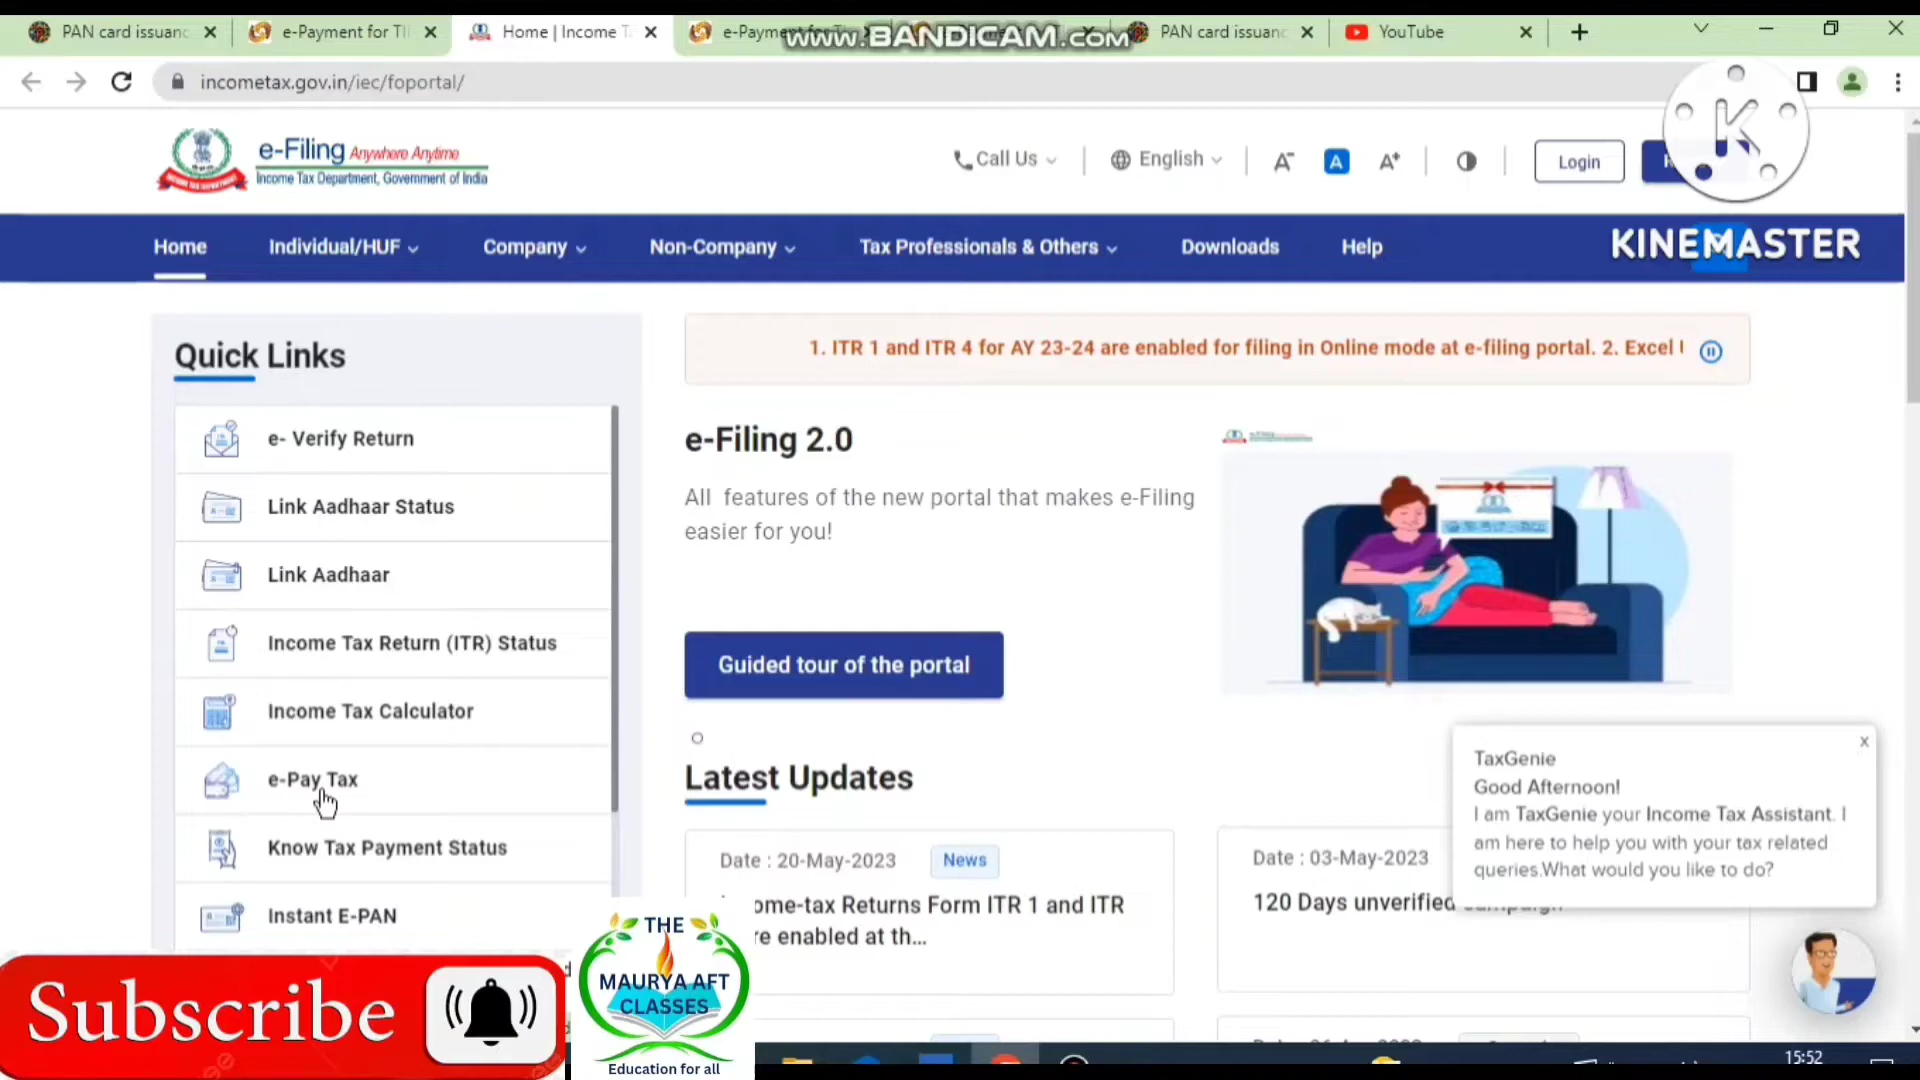 PAN card issuanc
e-Payment for TI
Home | Income T
e-Payment
PAN card issuanc
YouTube
www.BANDICAM.com
incometax.gov.in/iec/foportal/
K
e-Filing Anywhere Anytime
Income Tax Department, Government of India
Call Us
English
A-
A
A+
Login
Home
Individual/HUF
Company
Non-Company
Tax Professionals & Others
Downloads
Help
KINEMASTER
Quick Links
1. ITR 1 and ITR 4 for AY 23-24 are enabled for filing in Online mode at e-filing portal. 2. Excel
e- Verify Return
Link Aadhaar Status
Link Aadhaar
Income Tax Return (ITR) Status
Income Tax Calculator
e-Pay Tax
Know Tax Payment Status
Instant E-PAN
e-Filing 2.0
All features of the new portal that makes e-Filing
easier for you!
Guided tour of the portal
Latest Updates
Date : 20-May-2023
News
ome-tax Returns Form ITR 1 and ITR
re enabled at th...
Date : 03-May-2023
120 Days unverified
TaxGenie
Good Afternoon!
I am TaxGenie your Income Tax Assistant. I
am here to help you with your tax related
queries.What would you like to do?
x
Subscribe
THE
MAURYA AFT
CLASSES
Education for all
15:52